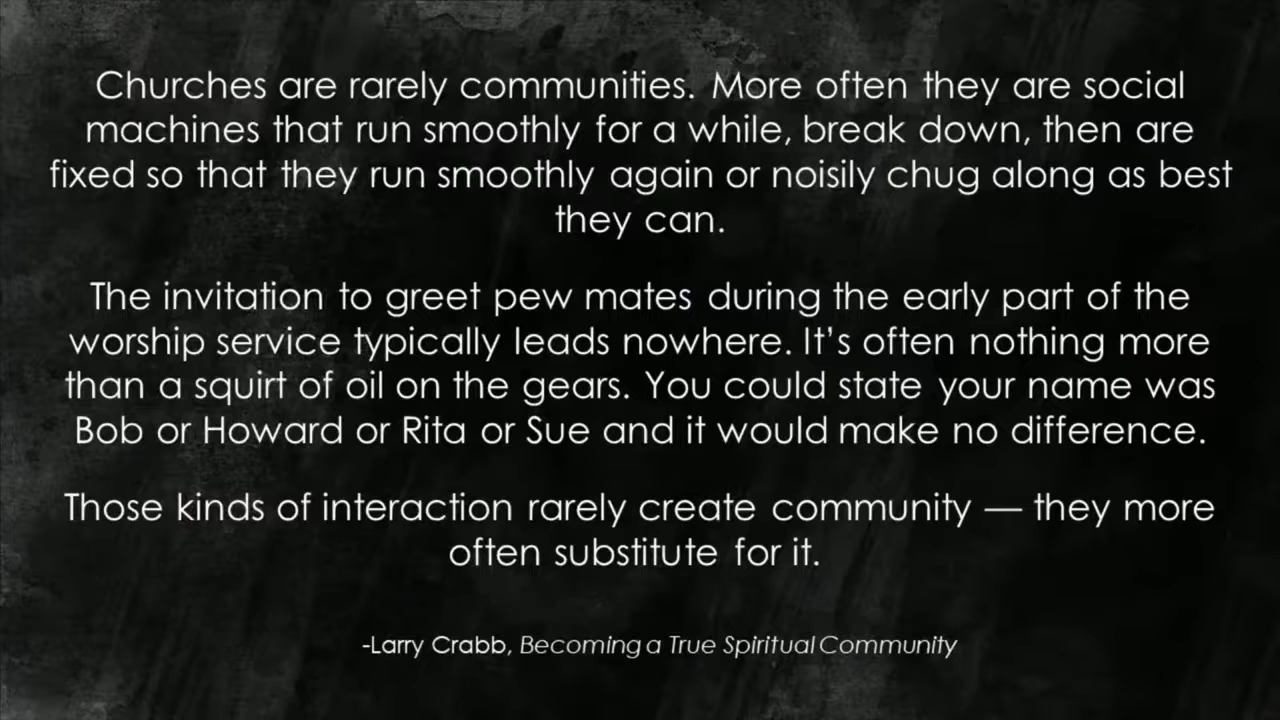 Churches are rarely communities. More often they are social
machines that run smoothly for a while, break down, then are
fixed so that they run smoothly again or noisily chug along as best
they can.
The invitation to greet pew mates during the early part of the
worship service typically leads nowhere. It’s often nothing more
than a squirt of oil on the gears. You could state your name was
Bob or Howard or Rita or Sue and it would make no difference.
Those kinds of interaction rarely create community — they more
often substitute for it.
-Larry Crabb, Becoming a True Spiritual Community